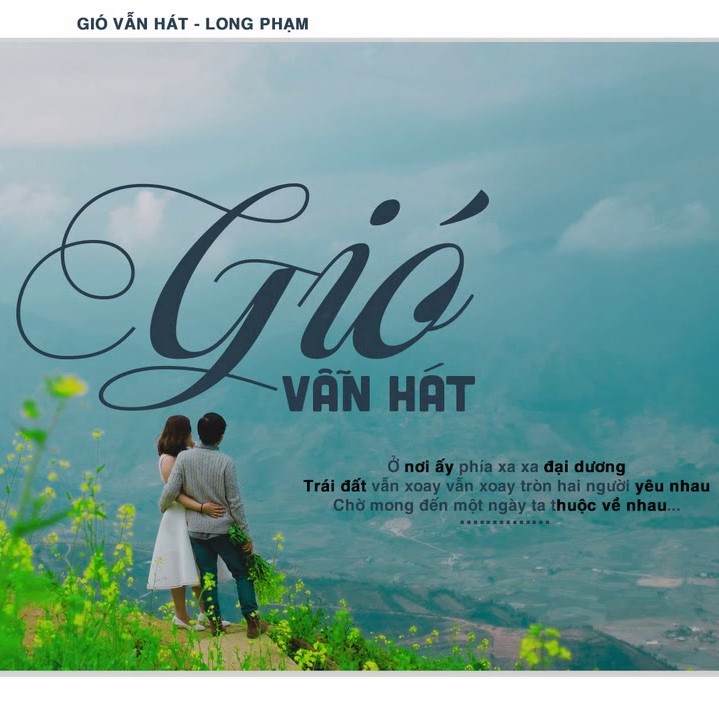 GIÓ VẪN HÁT - LONG PHẠM
Gió
VẪN HÁT
Ở nơi ấy phía xa xa đại dương
Trái đất vẫn xoay vẫn xoay tròn hai người yêu nhau
Chờ mong đến một ngày ta thuộc về nhau...